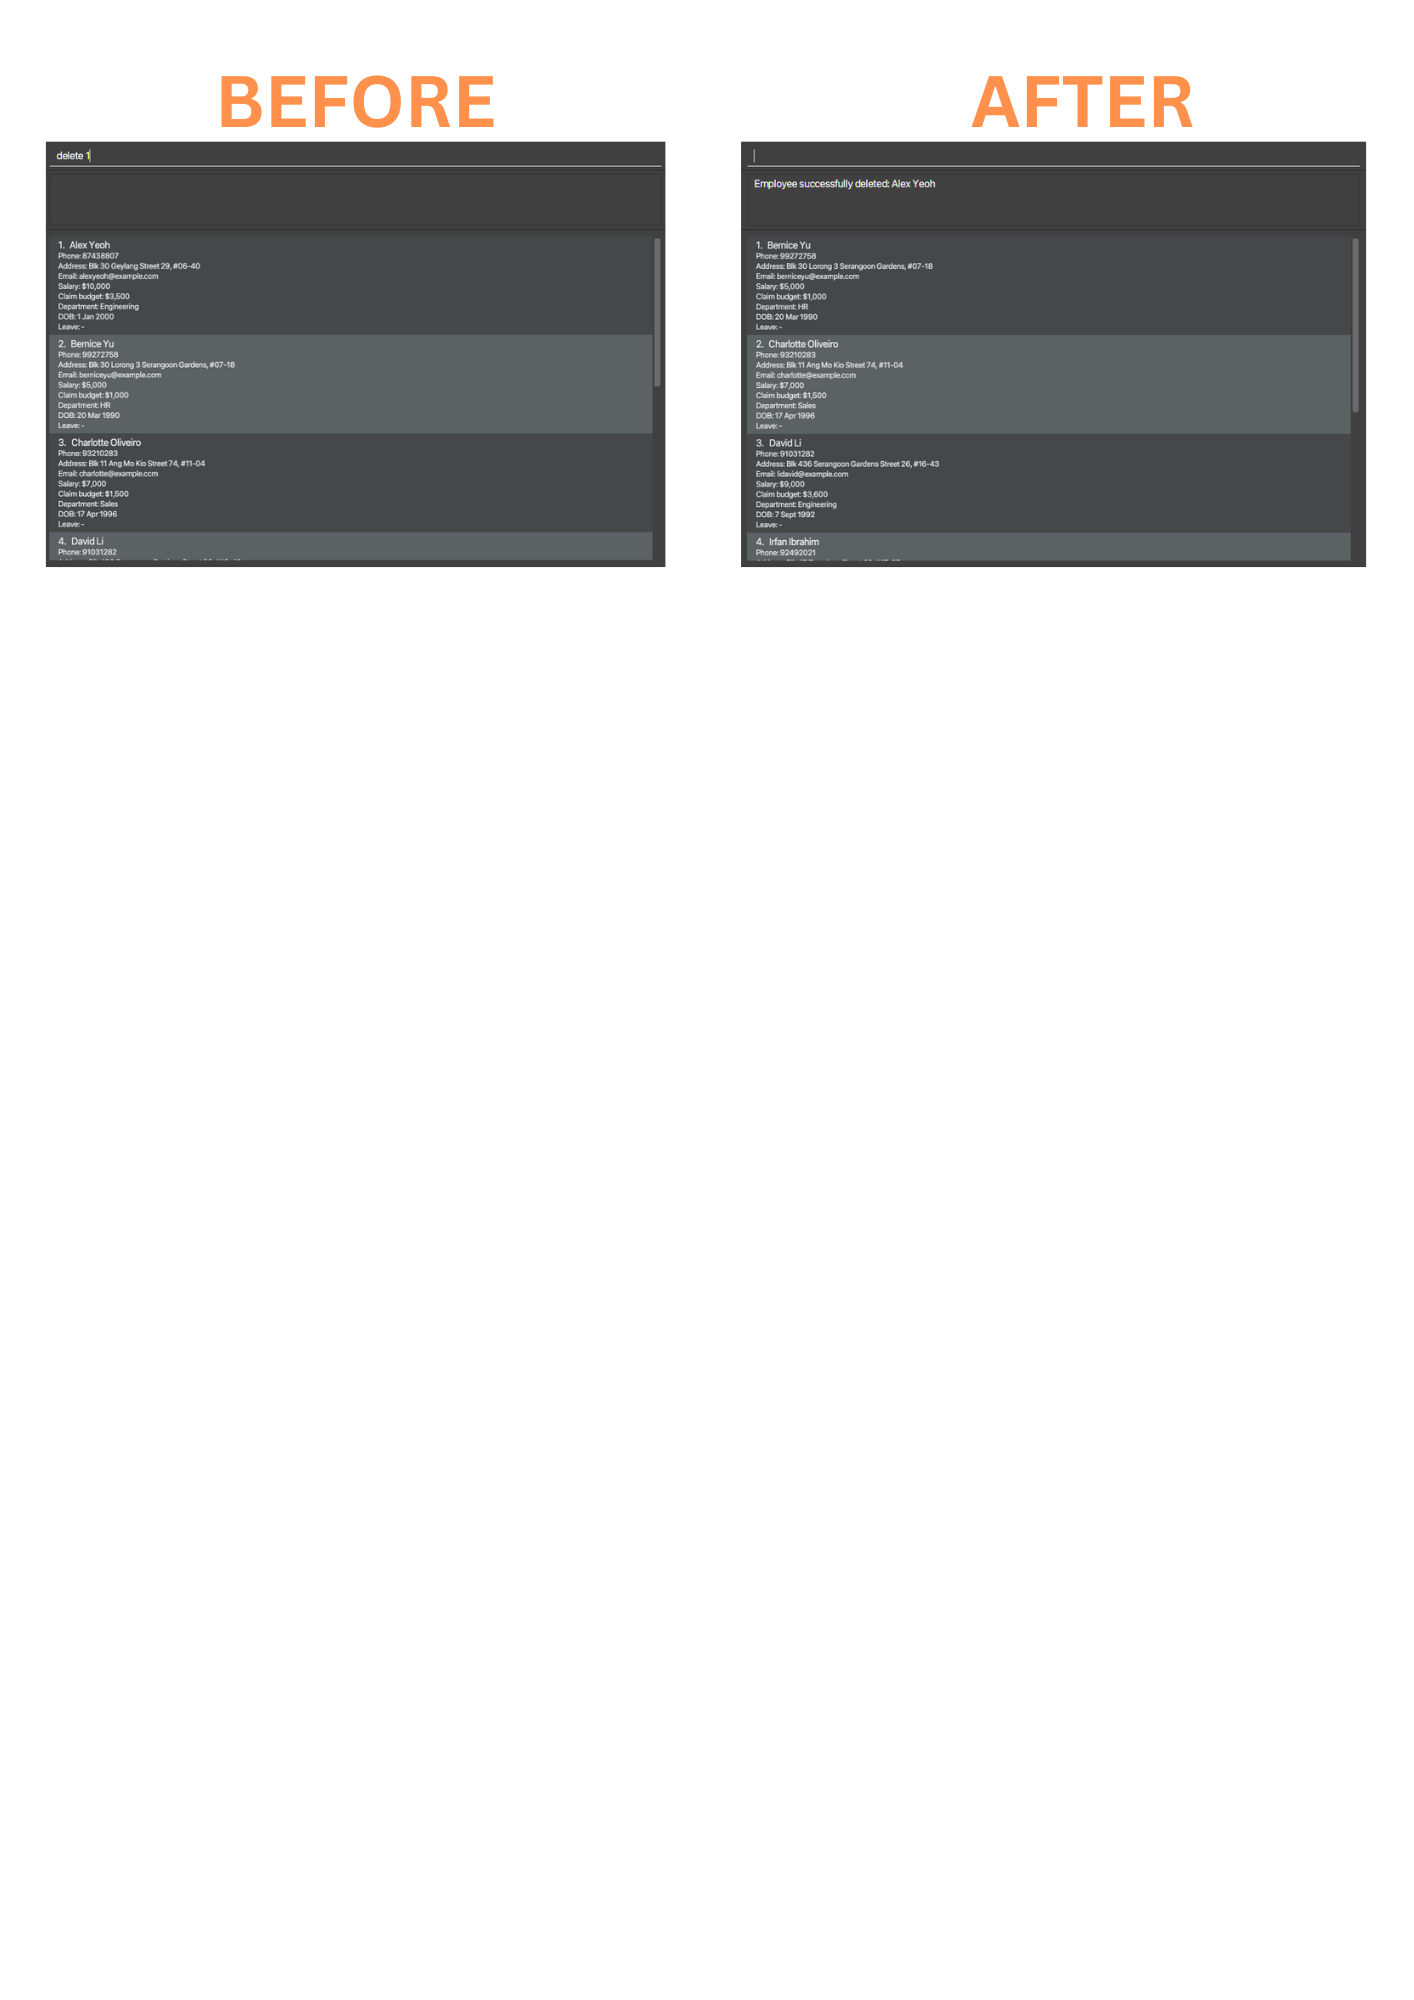 BEFORE
delete 1
1. Alex Yeoh
Phone: 87438807
Address: Blk 30 Geylang Street 29, #06-40
Email: alexyeoh@example.com
Salary: $10,000
Claim budget: $3,500
Department: Engineering
DOB: 1 Jan 2000
Leave: -
2. Bernice Yu
Phone: 99272758
Address: Blk 30 Lorong 3 Serangoon Gardens, #07-18
Email: berniceyu@example.com
Salary: $5,000
Claim budget: $1,000
Department: HR
DOB: 20 Mar 1990
Leave: -
3. Charlotte Oliveiro
Phone: 93210283
Address: Blk 11 Ang Mo Kio Street 74, #11-04
Email: charlotte@example.com
Salary: $7,000
Claim budget: $1,500
Department: Sales
DOB: 17 Apr 1996
Leave: -
4. David Li
Phone: 91031282
AFTER
Employee successfully deleted: Alex Yeoh
1. Bernice Yu
Phone: 99272758
Address: Blk 30 Lorong 3 Serangoon Gardens, #07-18
Email: berniceyu@example.com
Salary: $5,000
Claim budget: $1,000
Department: HR
DOB: 20 Mar 1990
Leave: -
2. Charlotte Oliveiro
Phone: 93210283
Address: Blk 11 Ang Mo Kio Street 74, #11-04
Email: charlotte@example.com
Salary: $7,000
Claim budget: $1,500
Department: Sales
DOB: 17 Apr 1996
Leave: -
3. David Li
Phone: 91031282
Address: Blk 436 Serangoon Gardens Street 26, #16-43
Email: lidavid@example.com
Salary: $9,000
Claim budget: $3,600
Department: Engineering
DOB: 7 Sept 1992
Leave: -
4. Irfan Ibrahim
Phone: 92492021